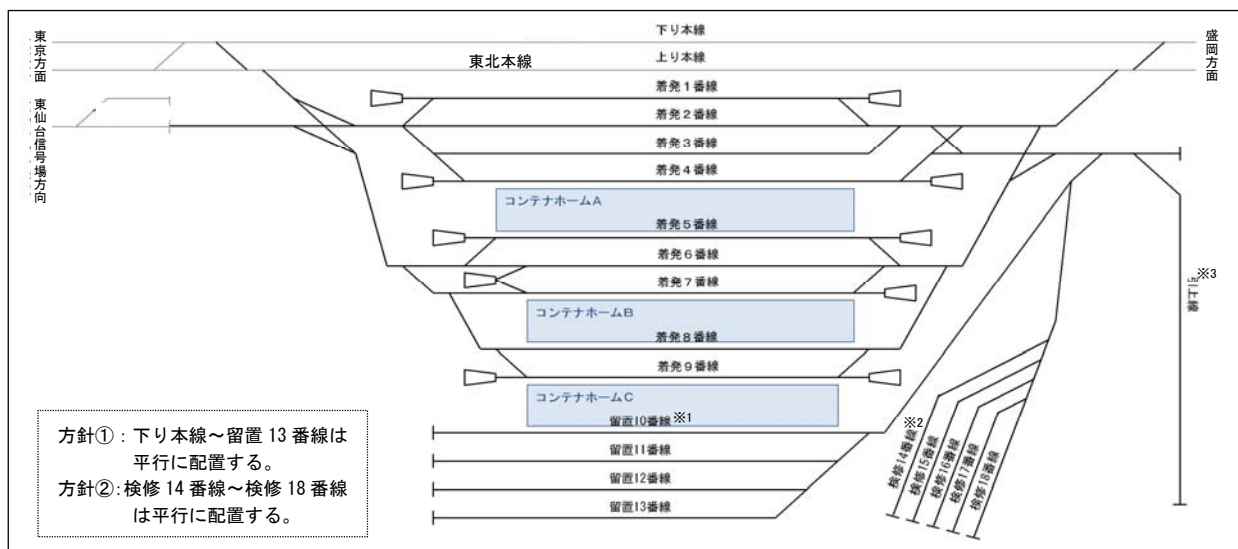 下り本線
上り本線
東北本線
東京方面
盛岡方面
東仙台信号場方向
着発1番線
着発2番線
着発3番線
着発4番線
コンテナホームA
着発5番線
着発6番線
着発7番線
コンテナホームB
着発8番線
着発9番線
コンテナホームC
留置10番線※1
留置11番線
留置12番線
留置13番線
※2
検修14番線
検修15番線
検修16番線
検修17番線
検修18番線
※3
引上線
方針①：下り本線～留置13番線は
平行に配置する。
方針②：検修14番線～検修18番線
は平行に配置する。